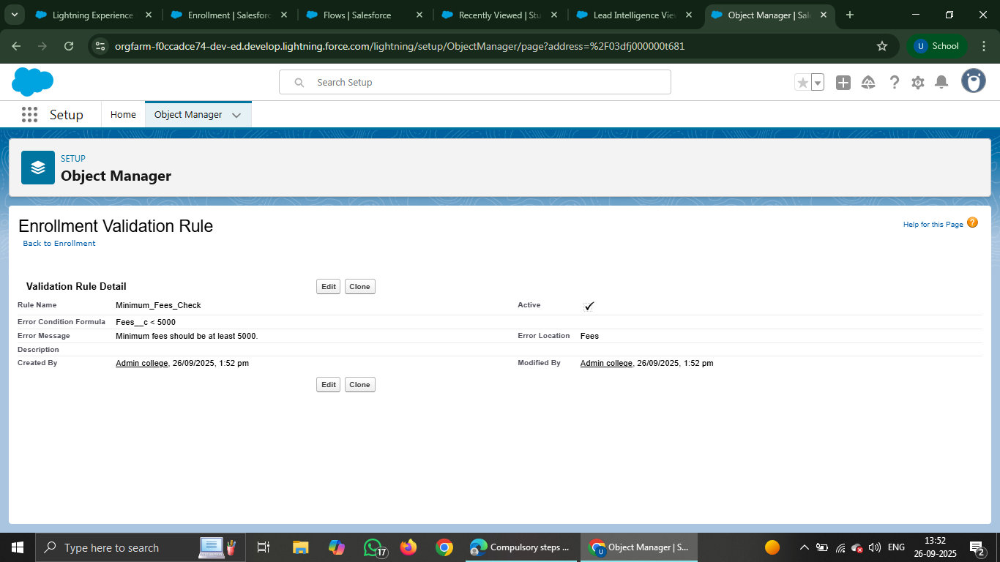 Lightning Experience
Enrollment | Salesforc
Flows | Salesforce
Recently Viewed | Stu
Lead Intelligence Vie
Object Manager | Sal
orgfarm-f0ccadce74-dev-ed.develop.lightning.force.com/lightning/setup/ObjectManager/page?address=%2F03dfj000000t681
U School
Search Setup
Setup Home Object Manager
SETUP
Object Manager
Enrollment Validation Rule
Help for this Page ?
Back to Enrollment
Validation Rule Detail Edit Clone
Rule Name Minimum_Fees_Check Active
Error Condition Formula Fees__c < 5000
Error Message Minimum fees should be at least 5000. Error Location Fees
Description
Created By Admin college, 26/09/2025, 1:52 pm Modified By Admin college, 26/09/2025, 1:52 pm
Edit Clone
Type here to search
17
Compulsory steps ...
U Object Manager | S...
ENG
13:52
26-09-2025
2